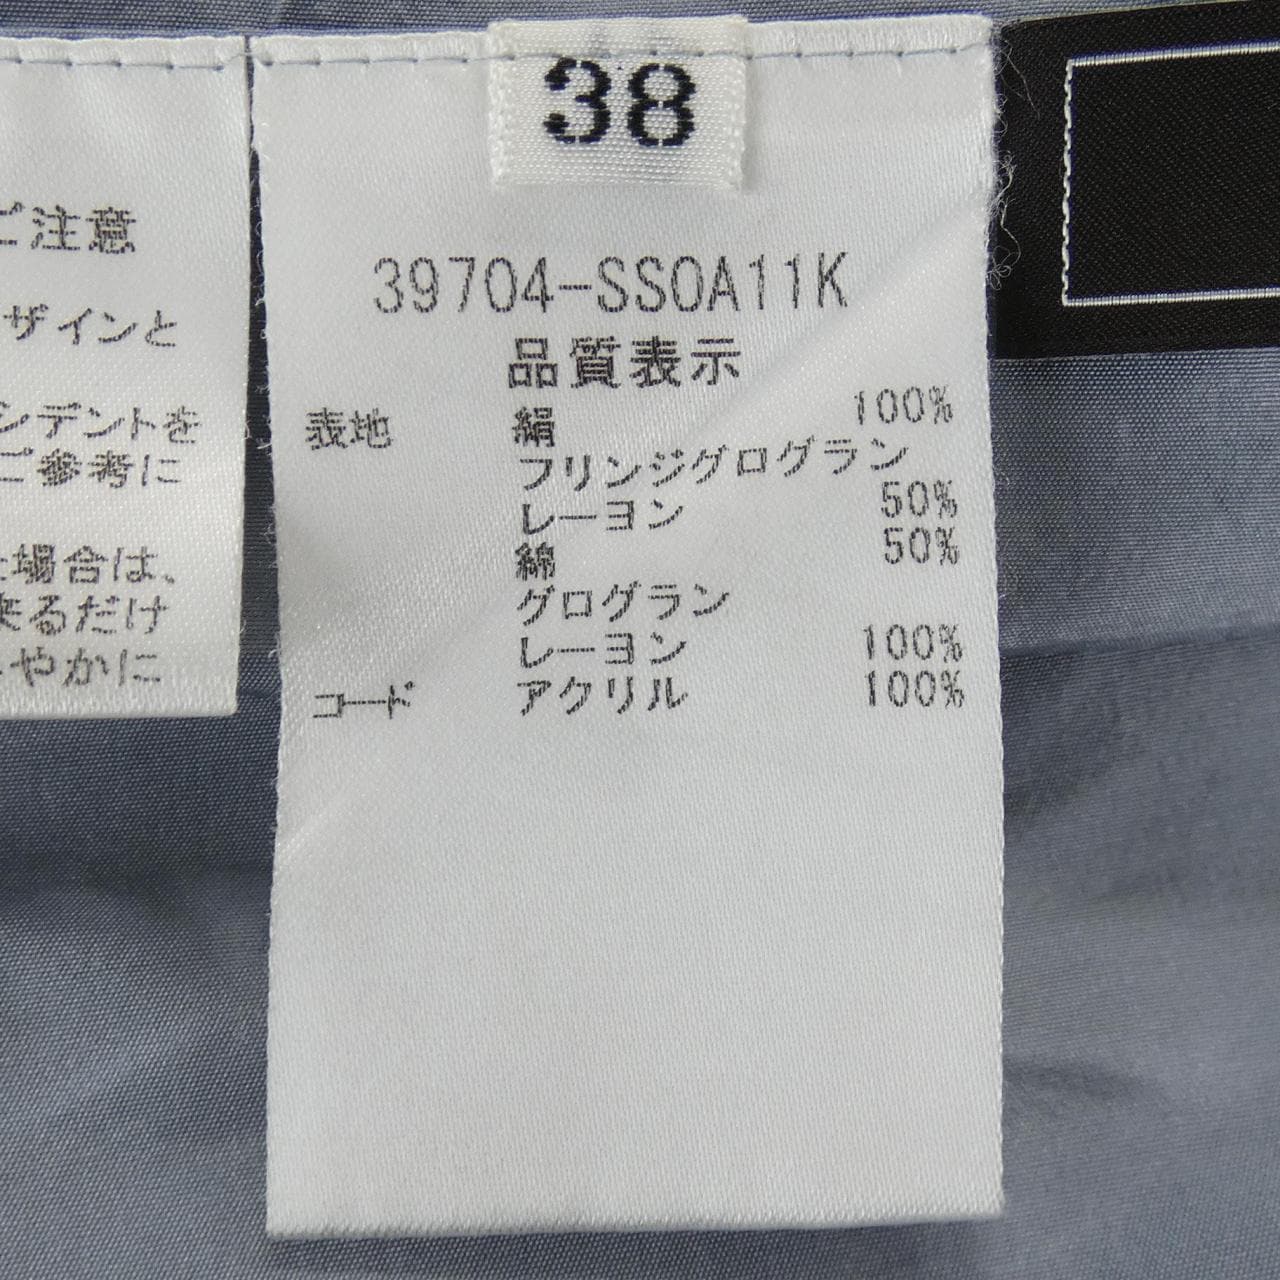 ご注意
デザインと
シデントを
ご参考に
場合は、
来るだけ
やかに
38
39704-SSOA11K
品質表示
表地 絹 100%
フリンジグログラン
レーヨン 50%
綿 50%
グログラン
レーヨン 100%
コード アクリル 100%